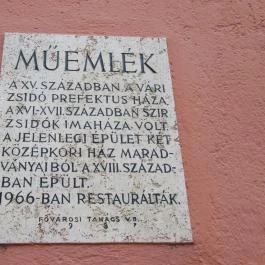 MŰEMLÉK
A XV. SZÁZADBAN A VÁRI
ZSIDÓ PREFEKTUS HÁZA,
A XVI-XVII. SZÁZADBAN SZÍR
ZSIDÓK IMAHÁZA VOLT.
A JELENLEGI ÉPÜLET KÉT
KÖZÉPKORI HÁZ MARAD-
VÁNYAIBÓL A XVIII. SZÁZAD-
BAN ÉPÜLT.
1966-BAN RESTAURÁLTÁK.
FŐVÁROSI TANÁCS V.B.